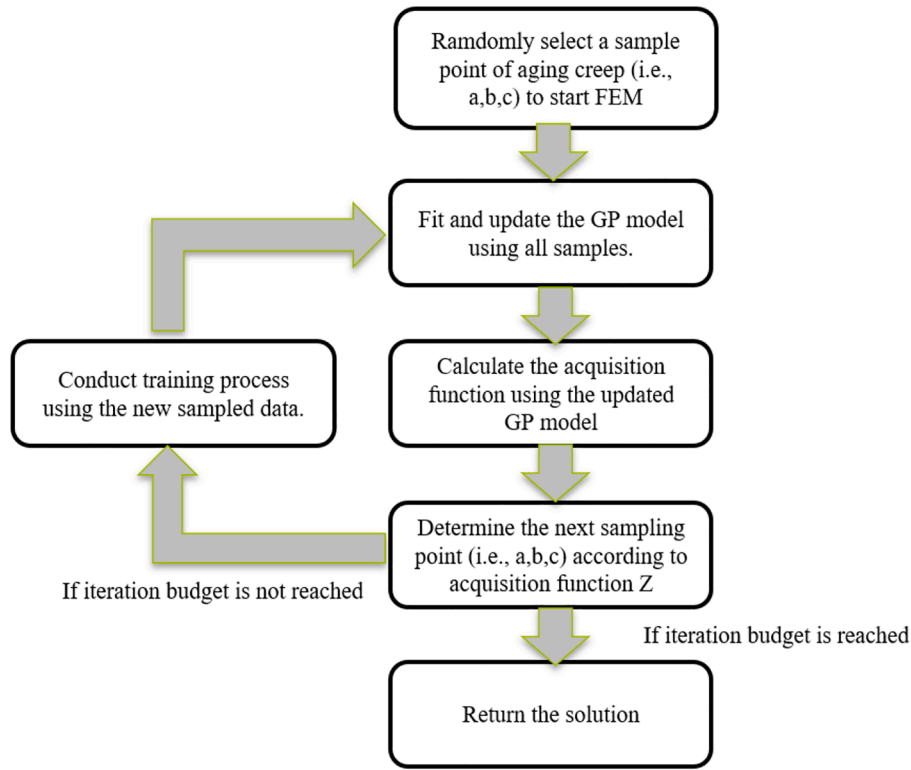 Ramdomly select a sample
point of aging creep (i.e.,
a,b,c) to start FEM
Fit and update the GP model
using all samples.
Calculate the acquisition
function using the updated
GP model
Conduct training process
using the new sampled data.
Determine the next sampling
point (i.e., a,b,c) according to
acquisition function Z
If iteration budget is not reached
If iteration budget is reached
Return the solution